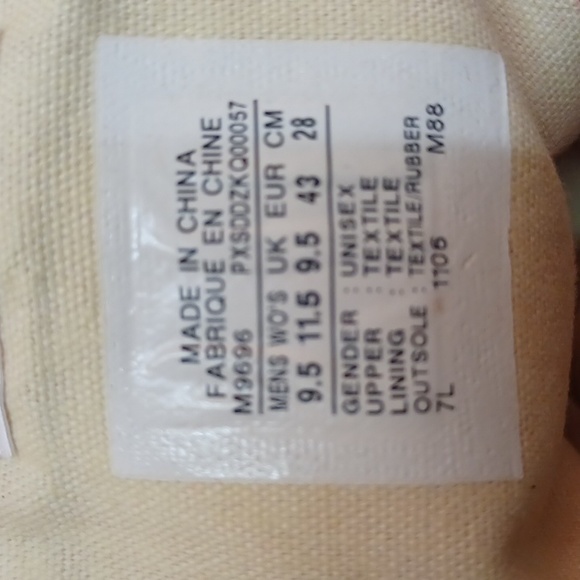 MADE IN CHINA
FABRIQUE EN CHINE
M9696 PXS00ZKQ00057
MENS WO'S UK EUR CM
9.5 11.5 9.5 43 28
GENDER : UNISEX
UPPER : TEXTILE
LINING : TEXTILE
OUTSOLE : TEXTILE/RUBBER
7L 1106 M88